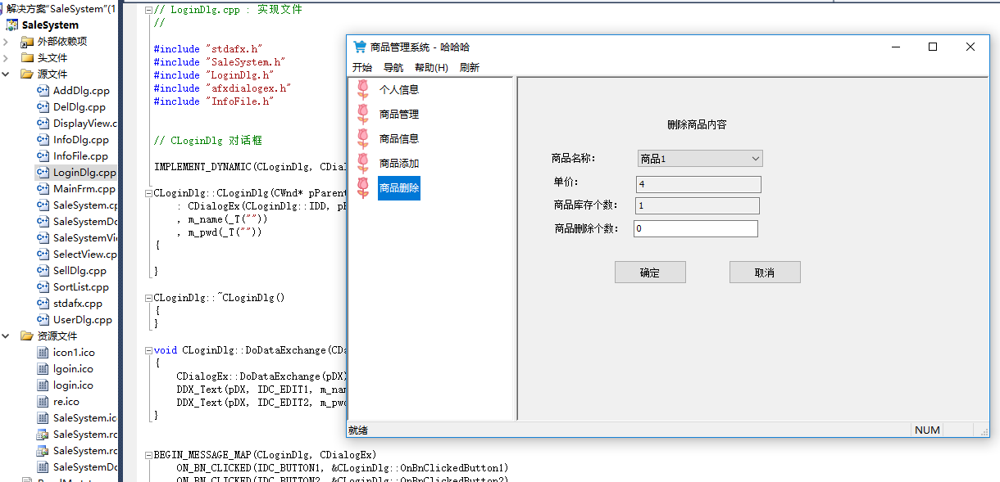 解决方案"SaleSystem"(1
SaleSystem
外部依赖项
头文件
源文件
AddDlg.cpp
DelDlg.cpp
DisplayView.c
InfoDlg.cpp
InfoFile.cpp
LoginDlg.cpp
MainFrm.cpp
SaleSystem.cp
SaleSystemDo
SaleSystemVi
SelectView.cp
SellDlg.cpp
SortList.cpp
stdafx.cpp
UserDlg.cpp
资源文件
icon1.ico
lgoin.ico
login.ico
re.ico
SaleSystem.ic
SaleSystem.rc
SaleSystem.rc
SaleSystemDo
// LoginDlg.cpp : 实现文件
//
#include "stdafx.h"
#include "SaleSystem.h"
#include "LoginDlg.h"
#include "afxdialogex.h"
#include "InfoFile.h"
// CLoginDlg 对话框
IMPLEMENT_DYNAMIC(CLoginDlg, CDial
CLoginDlg::CLoginDlg(CWnd* pParent
: CDialogEx(CLoginDlg::IDD, pP
, m_name(_T(""))
, m_pwd(_T(""))
{
}
CLoginDlg::~CLoginDlg()
{
}
void CLoginDlg::DoDataExchange(CDa
{
CDialogEx::DoDataExchange(pDX)
DDX_Text(pDX, IDC_EDIT1, m_nam
DDX_Text(pDX, IDC_EDIT2, m_pwd
}
BEGIN_MESSAGE_MAP(CLoginDlg, CDialogEx)
ON_BN_CLICKED(IDC_BUTTON1, &CLoginDlg::OnBnClickedButton1)
ON_BN_CLICKED(IDC_BUTTON2, &CLoginDlg::OnBnClickedButton2)
商品管理系统 - 哈哈哈
开始 导航 帮助(H) 刷新
个人信息
商品管理
商品信息
商品添加
商品删除
删除商品内容
商品名称: 商品1
单价: 4
商品库存个数: 1
商品删除个数: 0
确定 取消
就绪 NUM